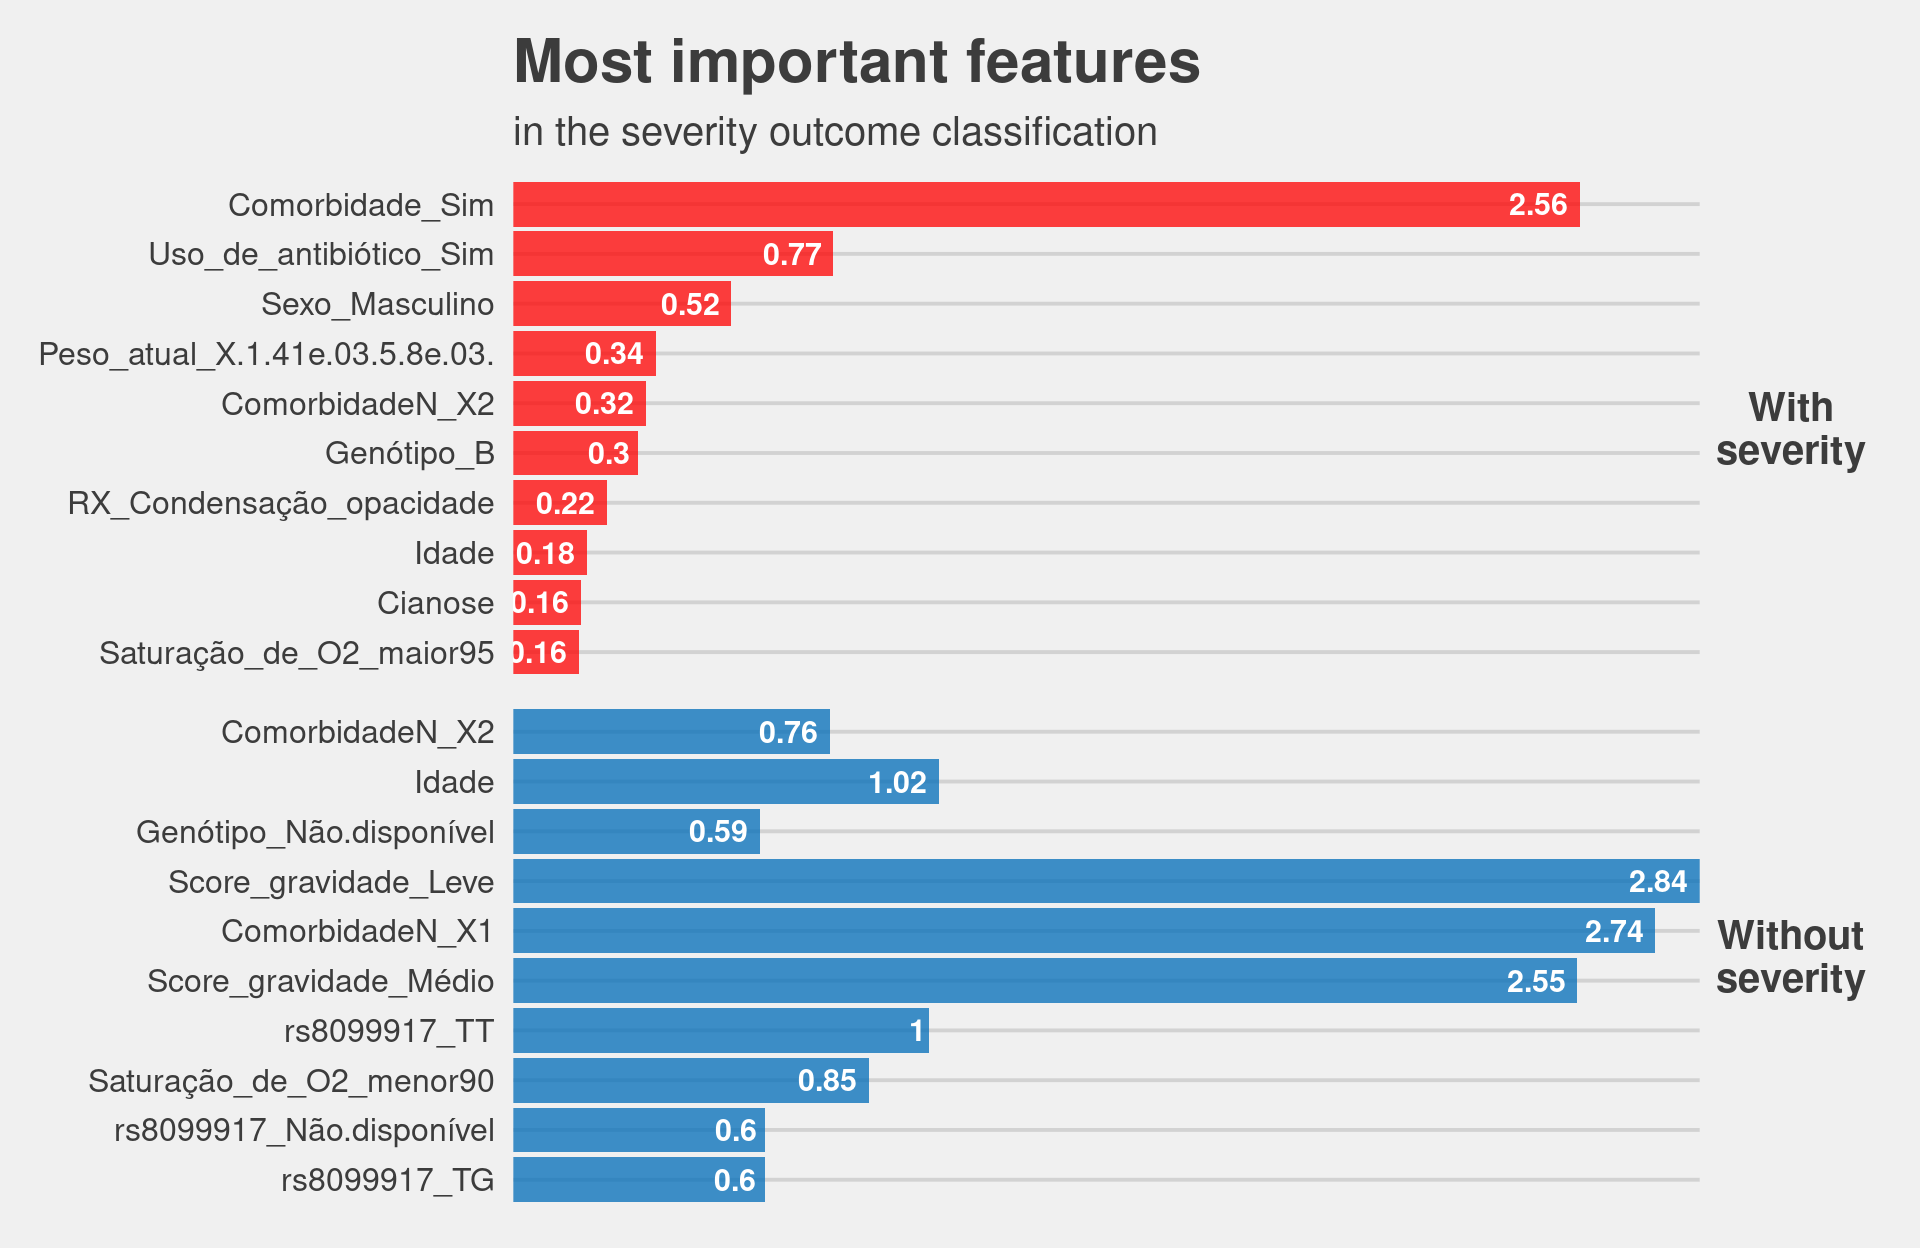 Most important features
in the severity outcome classification
Comorbidade_Sim 2.56
Uso_de_antibiótico_Sim 0.77
Sexo_Masculino 0.52
Peso_atual_X.1.41e.03.5.8e.03. 0.34
ComorbidadeN_X2 0.32
Genótipo_B 0.3
RX_Condensação_opacidade 0.22
Idade 0.18
Cianose 0.16
Saturação_de_O2_maior95 0.16
With
severity
ComorbidadeN_X2 0.76
Idade 1.02
Genótipo_Não.disponível 0.59
Score_gravidade_Leve 2.84
ComorbidadeN_X1 2.74
Score_gravidade_Médio 2.55
rs8099917_TT 1
Saturação_de_O2_menor90 0.85
rs8099917_Não.disponível 0.6
rs8099917_TG 0.6
Without
severity